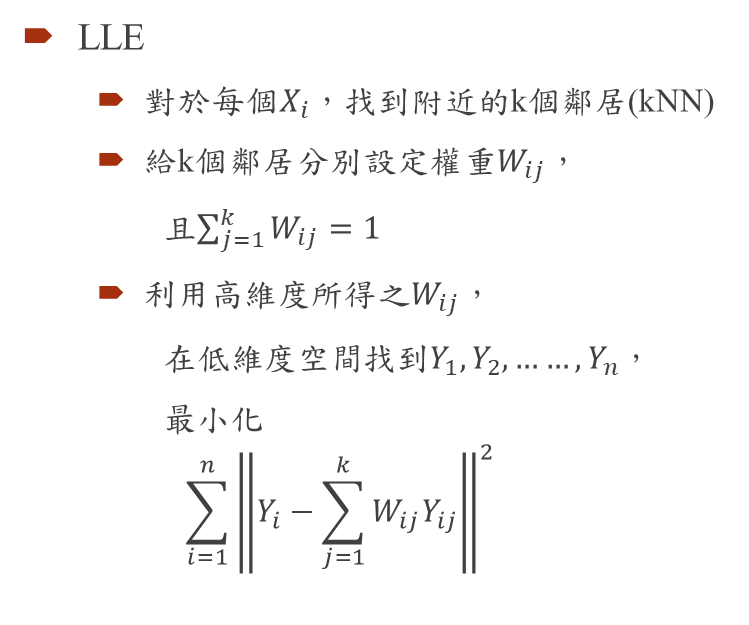 LLE
對於每個$X_i$，找到附近的k個鄰居(kNN)
給k個鄰居分別設定權重$W_{ij}$，
且$\sum_{j=1}^{k} W_{ij} = 1$
利用高維度所得之$W_{ij}$，
在低維度空間找到$Y_1, Y_2, \ldots \ldots, Y_n$，
最小化
$\sum_{i=1}^{n} \left\| Y_i - \sum_{j=1}^{k} W_{ij} Y_{ij} \right\|^2$